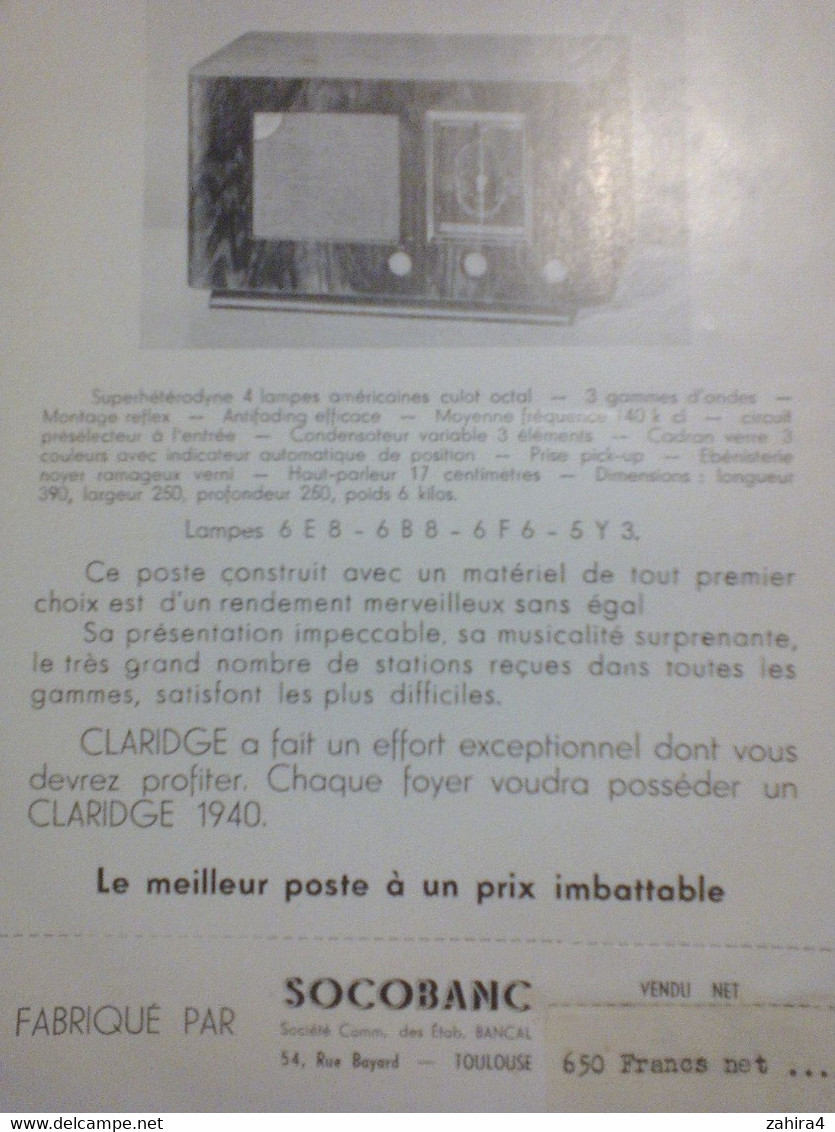 Superhétérodyne 4 lampes américaines culot octal — 3 gammes d'ondes —
Montage reflex — Antifading efficace — Moyenne fréquence 140 k cl — circuit
présélecteur à l'entrée — Condensateur variable 3 éléments — Cadran verre 3
couleurs avec indicateur automatique de position — Prise pick-up — Ebénisterie
noyer ramageux verni — Haut-parleur 17 centimètres — Dimensions : longueur
390, largeur 250, profondeur 250, poids 6 kilos.
Lampes 6 E 8 - 6 B 8 - 6 F 6 - 5 Y 3.
Ce poste construit avec un matériel de tout premier
choix est d'un rendement merveilleux sans égal
Sa présentation impeccable, sa musicalité surprenante,
le très grand nombre de stations reçues dans toutes les
gammes, satisfont les plus difficiles.
CLARIDGE a fait un effort exceptionnel dont vous
devrez profiter. Chaque foyer voudra posséder un
CLARIDGE 1940.
Le meilleur poste à un prix imbattable
FABRIQUÉ PAR
SOCOBANC
Société Comm. des Étab. BANCAL
54, Rue Bayard — TOULOUSE
VENDU NET
650 Francs net ...
delcampe.net
zahira4